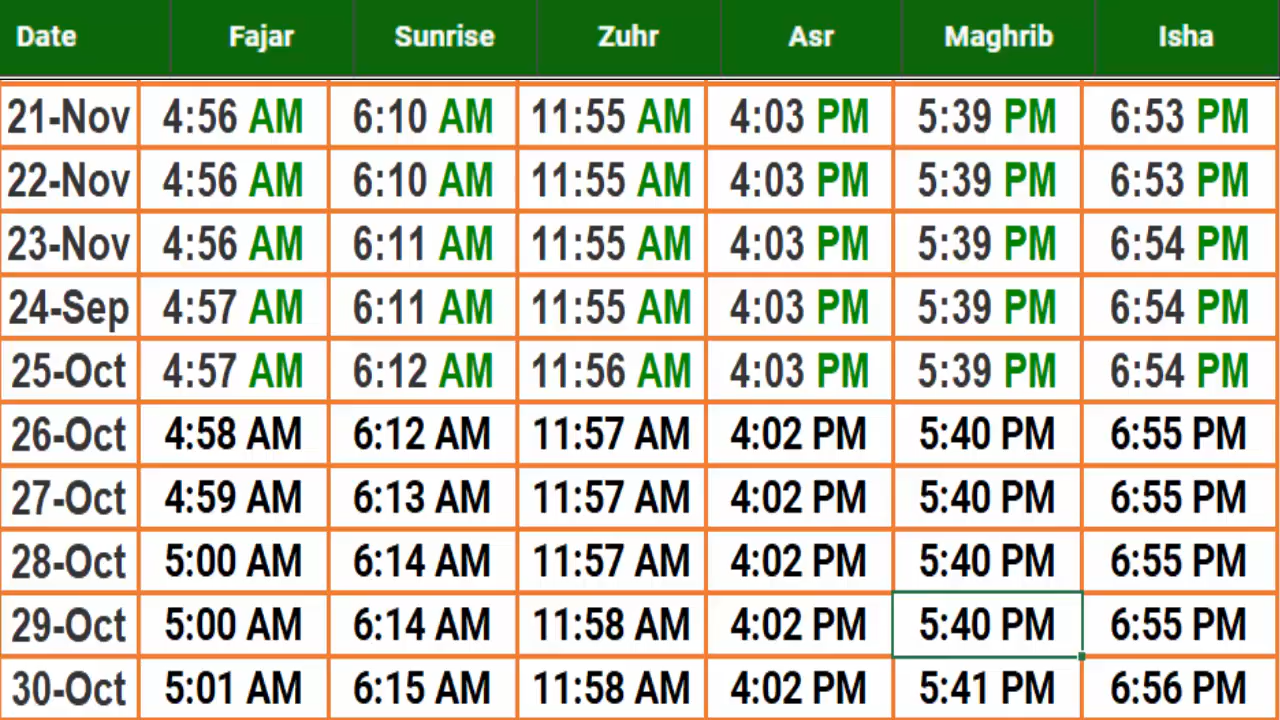 Date Fajar Sunrise Zuhr Asr Maghrib Isha
21-Nov 4:56 AM 6:10 AM 11:55 AM 4:03 PM 5:39 PM 6:53 PM
22-Nov 4:56 AM 6:10 AM 11:55 AM 4:03 PM 5:39 PM 6:53 PM
23-Nov 4:56 AM 6:11 AM 11:55 AM 4:03 PM 5:39 PM 6:54 PM
24-Sep 4:57 AM 6:11 AM 11:55 AM 4:03 PM 5:39 PM 6:54 PM
25-Oct 4:57 AM 6:12 AM 11:56 AM 4:03 PM 5:39 PM 6:54 PM
26-Oct 4:58 AM 6:12 AM 11:57 AM 4:02 PM 5:40 PM 6:55 PM
27-Oct 4:59 AM 6:13 AM 11:57 AM 4:02 PM 5:40 PM 6:55 PM
28-Oct 5:00 AM 6:14 AM 11:57 AM 4:02 PM 5:40 PM 6:55 PM
29-Oct 5:00 AM 6:14 AM 11:58 AM 4:02 PM 5:40 PM 6:55 PM
30-Oct 5:01 AM 6:15 AM 11:58 AM 4:02 PM 5:41 PM 6:56 PM